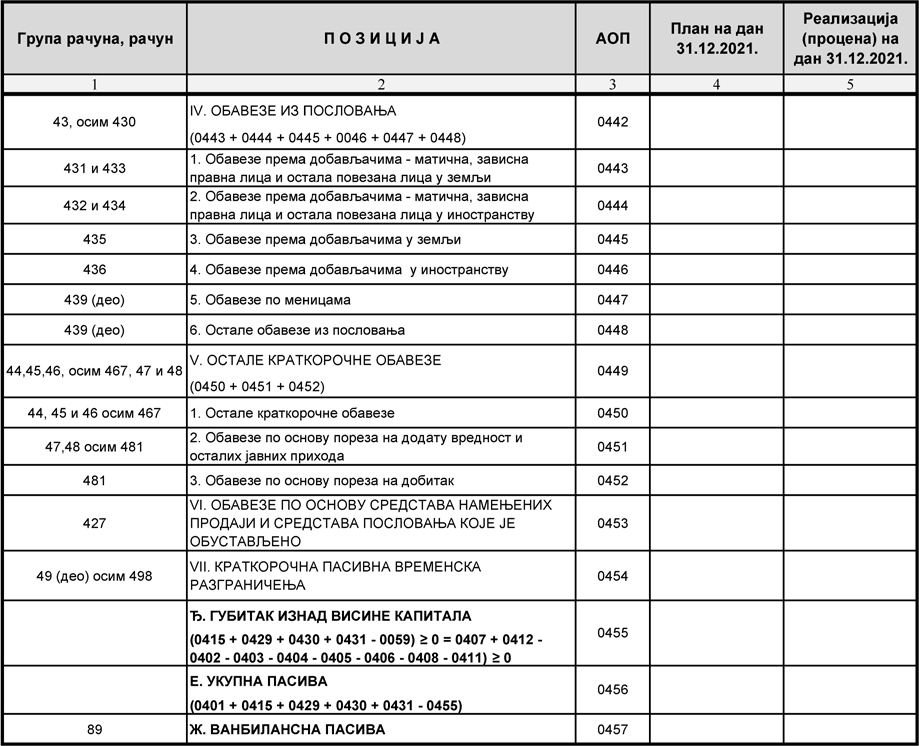 Група рачуна, рачун
П О З И Ц И Ј А
АОП
План на дан
31.12.2021.
Реализација
(процена) на
дан 31.12.2021.
1
2
3
4
5
43, осим 430
IV. ОБАВЕЗЕ ИЗ ПОСЛОВАЊА
(0443 + 0444 + 0445 + 0046 + 0447 + 0448)
0442
431 и 433
1. Обавезе према добављачима - матична, зависна
правна лица и остала повезана лица у земљи
0443
432 и 434
2. Обавезе према добављачима - матична, зависна
правна лица и остала повезана лица у иностранству
0444
435
3. Обавезе према добављачима у земљи
0445
436
4. Обавезе према добављачима  у иностранству
0446
439 (део)
5. Обавезе по меницама
0447
439 (део)
6. Остале обавезе из пословања
0448
44,45,46, осим 467, 47 и 48
V. ОСТАЛЕ КРАТКОРОЧНЕ ОБАВЕЗЕ
(0450 + 0451 + 0452)
0449
44, 45 и 46 осим 467
1. Остале краткорочне обавезе
0450
47,48 осим 481
2. Обавезе по основу пореза на додату вредност и
осталих јавних прихода
0451
481
3. Обавезе по основу пореза на добитак
0452
427
VI. ОБАВЕЗЕ ПО ОСНОВУ СРЕДСТАВА НАМЕЊЕНИХ
ПРОДАЈИ И СРЕДСТАВА ПОСЛОВАЊА КОЈЕ ЈЕ
ОБУСТАВЉЕНО
0453
49 (део) осим 498
VII. КРАТКОРОЧНА ПАСИВНА ВРЕМЕНСКА
РАЗГРАНИЧЕЊА
0454
Ђ. ГУБИТАК ИЗНАД ВИСИНЕ КАПИТАЛА
(0415 + 0429 + 0430 + 0431 - 0059) ≥ 0 = 0407 + 0412 -
0402 - 0403 - 0404 - 0405 - 0406 - 0408 - 0411) ≥ 0
0455
Е. УКУПНА ПАСИВА
(0401 + 0415 + 0429 + 0430 + 0431 - 0455)
0456
89
Ж. ВАНБИЛАНСНА ПАСИВА
0457